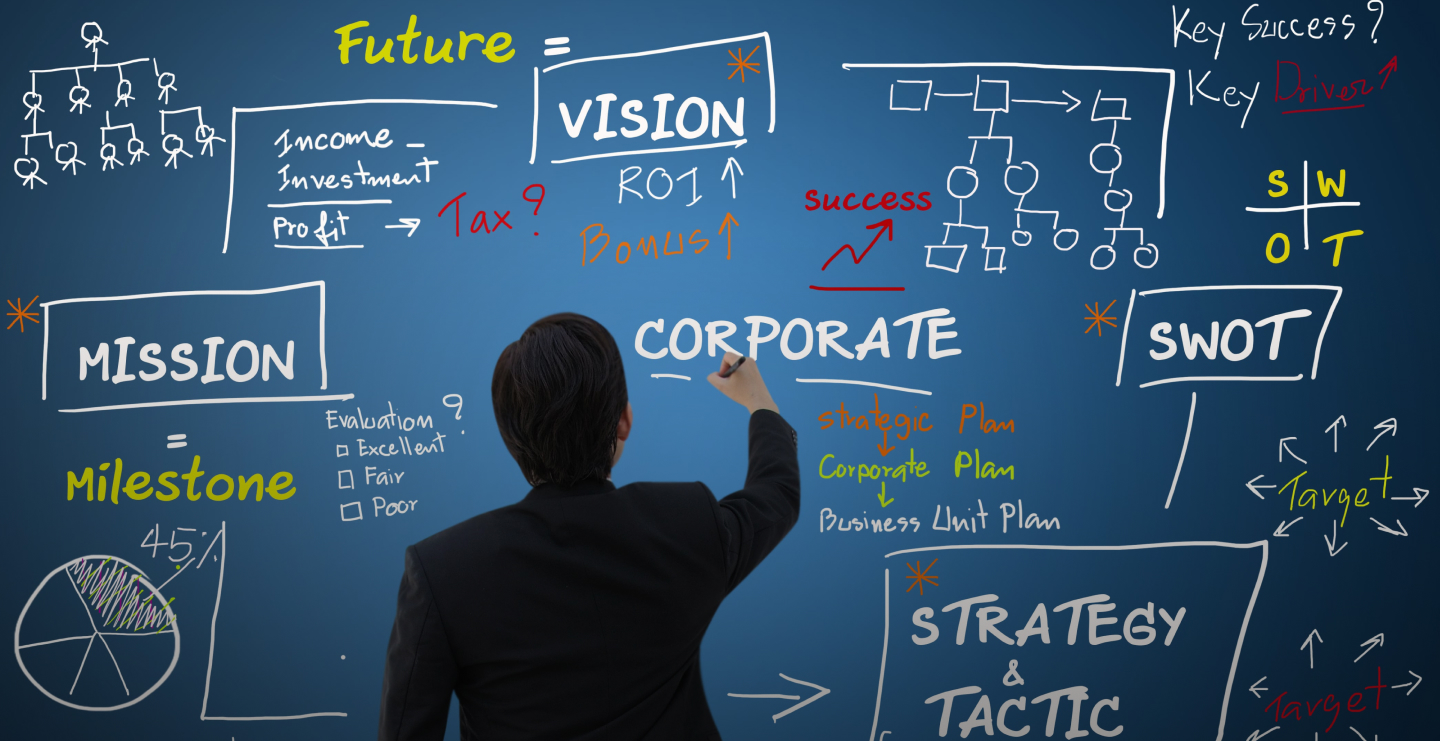 Future =
VISION
Key Success?
Key Driver
Income -
Investment
Profit → Tax?
ROI ↑
Bonus ↑
Success
S W
O T
MISSION
=
Milestone
Evaluation?
Excellent
Fair
Poor
45%
CORPORATE
Strategic Plan
Corporate Plan
Business Unit Plan
SWOT
Target
STRATEGY
&
TACTIC
Target